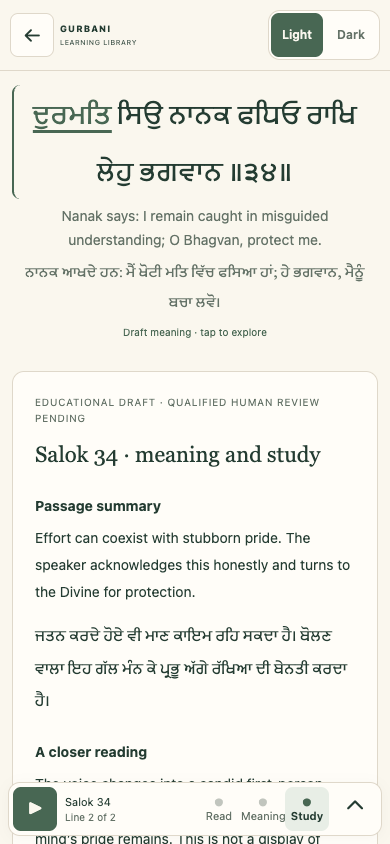 GURBANI
LEARNING LIBRARY
Light
Dark
ਦੁਰਮਤਿ ਸਿਉ ਨਾਨਕ ਫਧਿਓ ਰਾਖਿ
ਲੇਹੁ ਭਗਵਾਨ ॥੩੪॥
Nanak says: I remain caught in misguided
understanding; O Bhagvan, protect me.
ਨਾਨਕ ਆਖਦੇ ਹਨ: ਮੈਂ ਖੋਟੀ ਮਤਿ ਵਿੱਚ ਫਸਿਆ ਹਾਂ; ਹੇ ਭਗਵਾਨ, ਮੈਨੂੰ
ਬਚਾ ਲਵੋ।
Draft meaning · tap to explore
EDUCATIONAL DRAFT · QUALIFIED HUMAN REVIEW
PENDING
Salok 34 · meaning and study
Passage summary
Effort can coexist with stubborn pride. The
speaker acknowledges this honestly and turns to
the Divine for protection.
ਜਤਨ ਕਰਦੇ ਹੋਏ ਵੀ ਮਾਣ ਕਾਇਮ ਰਹਿ ਸਕਦਾ ਹੈ। ਬੋਲਣ
ਵਾਲਾ ਇਹ ਗੱਲ ਮੰਨ ਕੇ ਪ੍ਰਭੂ ਅੱਗੇ ਰੱਖਿਆ ਦੀ ਬੇਨਤੀ ਕਰਦਾ
ਹੈ।
A closer reading
Salok 34
Line 2 of 2
Read
Meaning
Study
mind's pride remains. This is not a display of